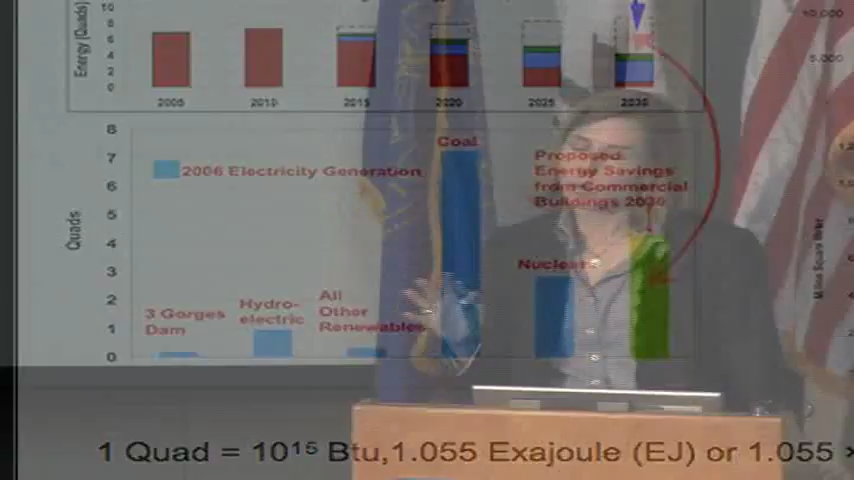 10
8
6
4
2
0
Energy (Quads)
2005 2010 2015 2020 2025 2030
10,000
5,000
8
7
6
5
4
3
2
1
0
Quads
2006 Electricity Generation
Coal
Proposed
Energy Savings
from Commercial
Buildings 2030
Nuclear
3 Gorges
Dam
Hydro-
electric
All
Other
Renewables
1 Quad = 10¹⁵ Btu,1.055 Exajoule (EJ) or 1.055 ×